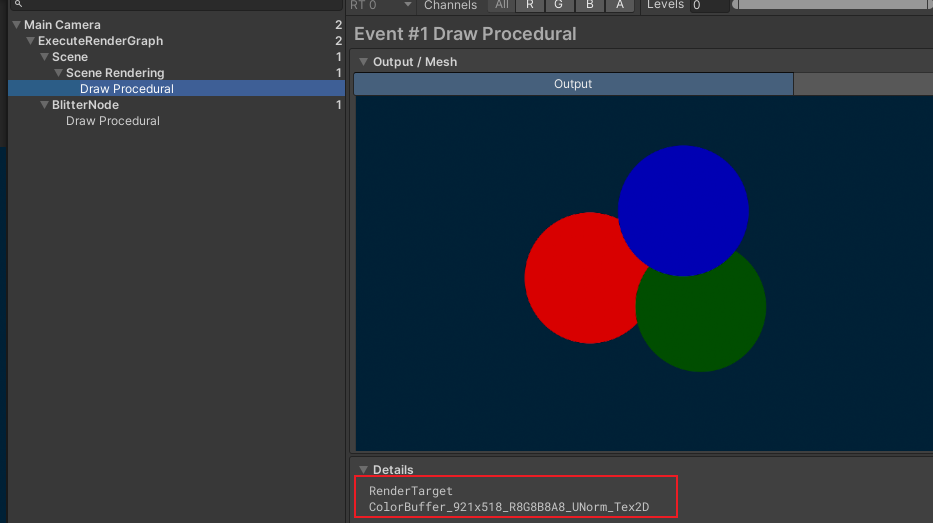 RT 0 Channels All R G B A Levels 0
Main Camera 2
ExecuteRenderGraph 2
Scene 1
Scene Rendering 1
Draw Procedural
BlitterNode 1
Draw Procedural
Event #1 Draw Procedural
Output / Mesh
Output
Details
RenderTarget
ColorBuffer_921x518_R8G8B8A8_UNorm_Tex2D